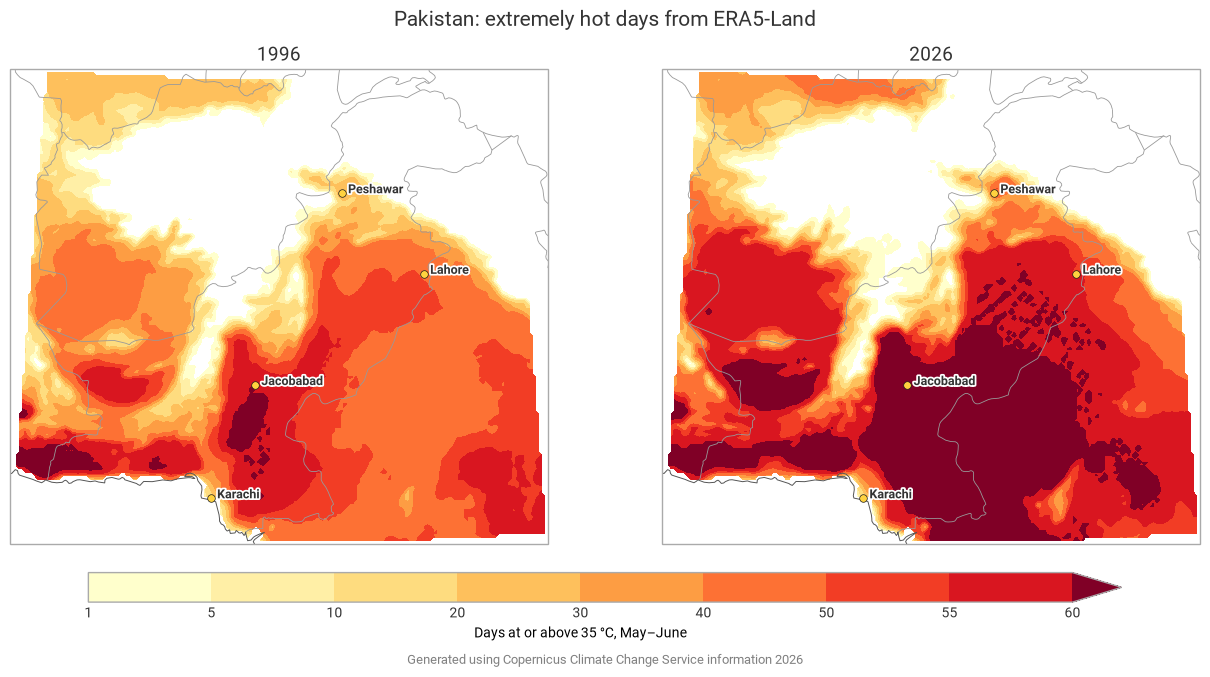 Pakistan: extremely hot days from ERA5-Land
1996
2026
Peshawar
Lahore
Jacobabad
Karachi
Peshawar
Lahore
Jacobabad
Karachi
1 5 10 20 30 40 50 55 60
Days at or above 35 °C, May–June
Generated using Copernicus Climate Change Service information 2026